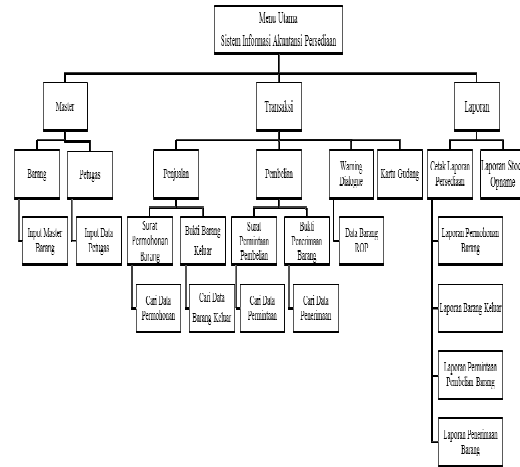 Menu Utama
Sistem Informasi Akuntansi Persediaan
Master
Transaksi
Laporan
Barang
Petugas
Penjualan
Pembelian
Warning
Dialogue
Kartu Gudang
Cetak Laporan
Persediaan
Laporan Stoc
Opname
Input Master
Barang
Input Data
Petugas
Surat
Permohonan
Barang
Bukti Barang
Keluar
Surat
Permintaan
Pembelian
Bukti
Penerimaan
Barang
Data Barang
ROP
Laporan Permohonan
Barang
Cari Data
Permohonan
Cari Data
Barang Keluar
Cari Data
Permintaan
Cari Data
Penerimaan
Laporan Barang Keluar
Laporan Permintaan
Pembelian Barang
Laporan Penerimaan
Barang